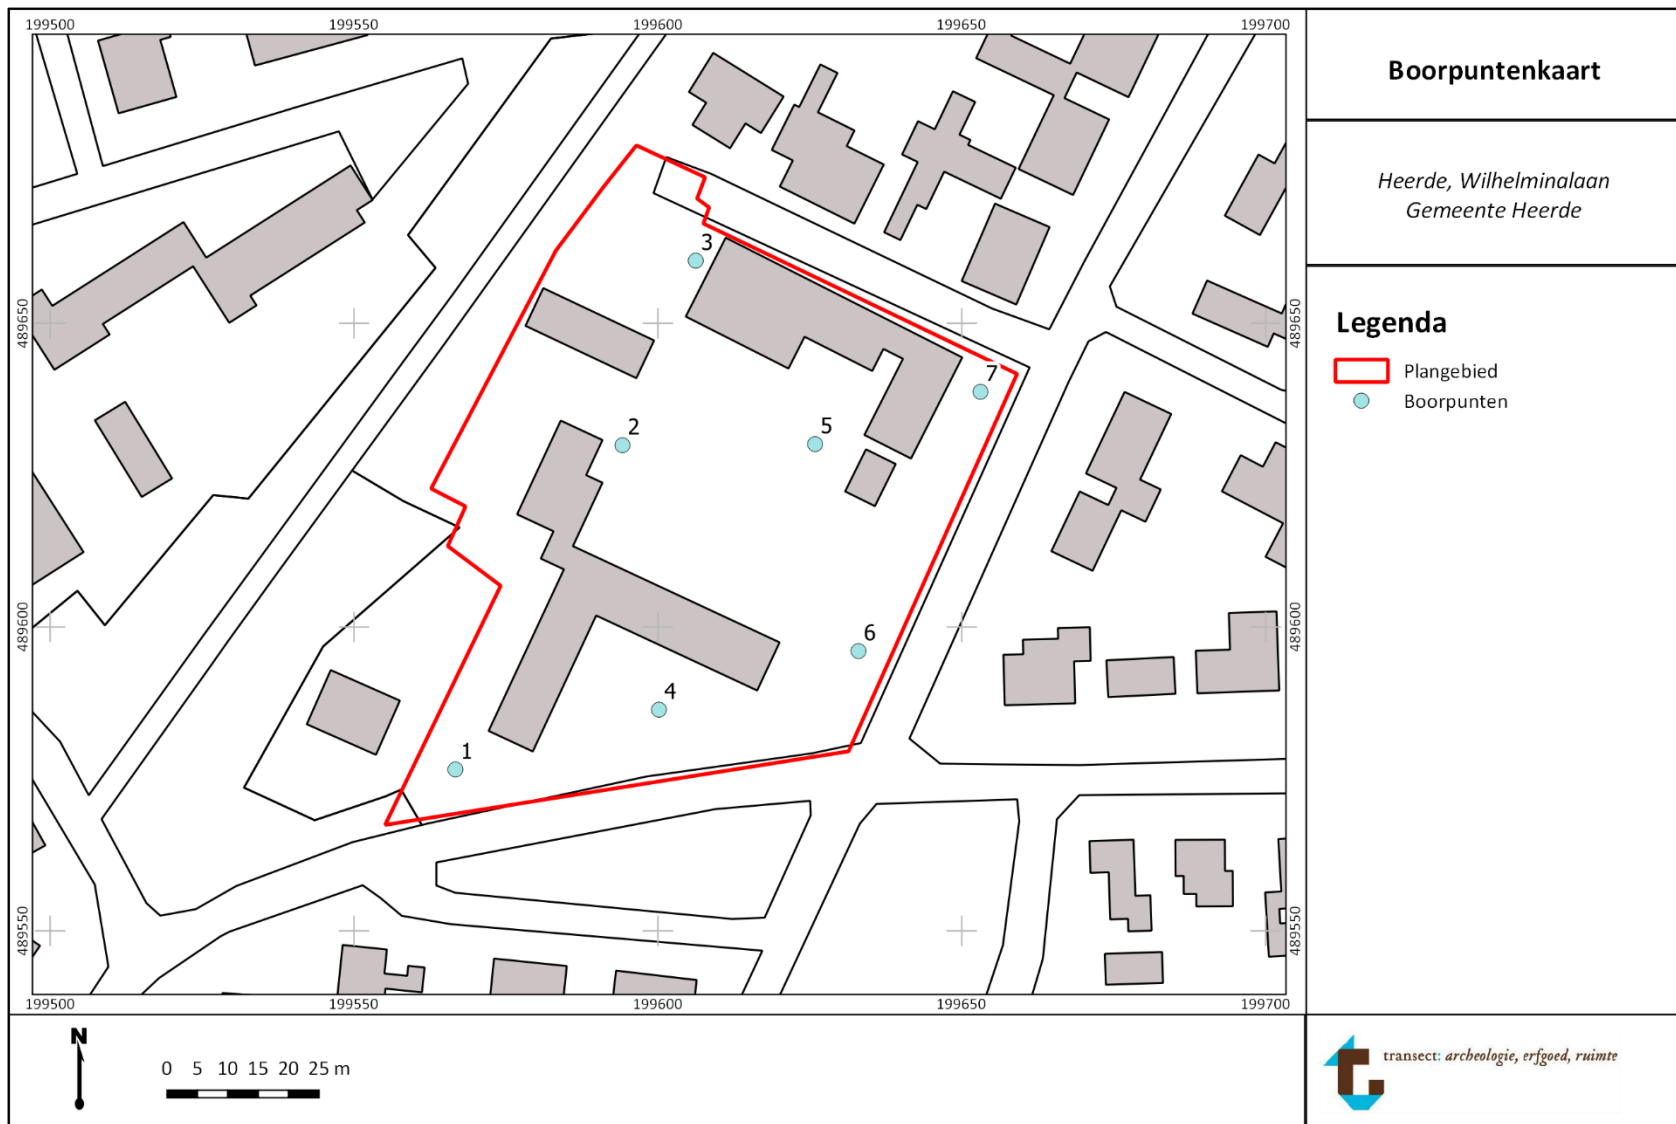 199500 199550 199600 199650 199700
Boorpuntenkaart
Heerde, Wilhelminalaan
Gemeente Heerde
Legenda
Plangebied
Boorpunten
489650 489650
489600 489600
489550 489550
3
7
2
5
6
4
1
199500 199550 199600 199650 199700
N
0 5 10 15 20 25 m
transect: archeologie, erfgoed, ruimte